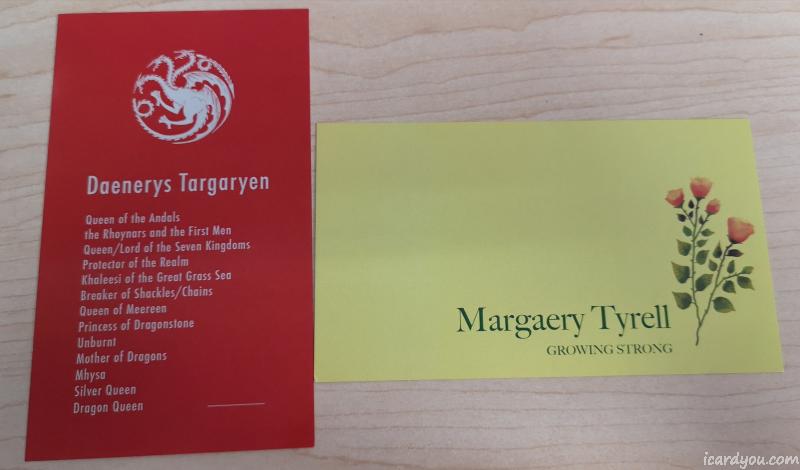 Daenerys Targaryen
Queen of the Andals
the Rhoynars and the First Men
Queen/Lord of the Seven Kingdoms
Protector of the Realm
Khaleesi of the Great Grass Sea
Breaker of Shackles/Chains
Queen of Meereen
Princess of Dragonstone
Unburnt
Mother of Dragons
Mhysa
Silver Queen
Dragon Queen
Margaery Tyrell
GROWING STRONG
icardyou.com